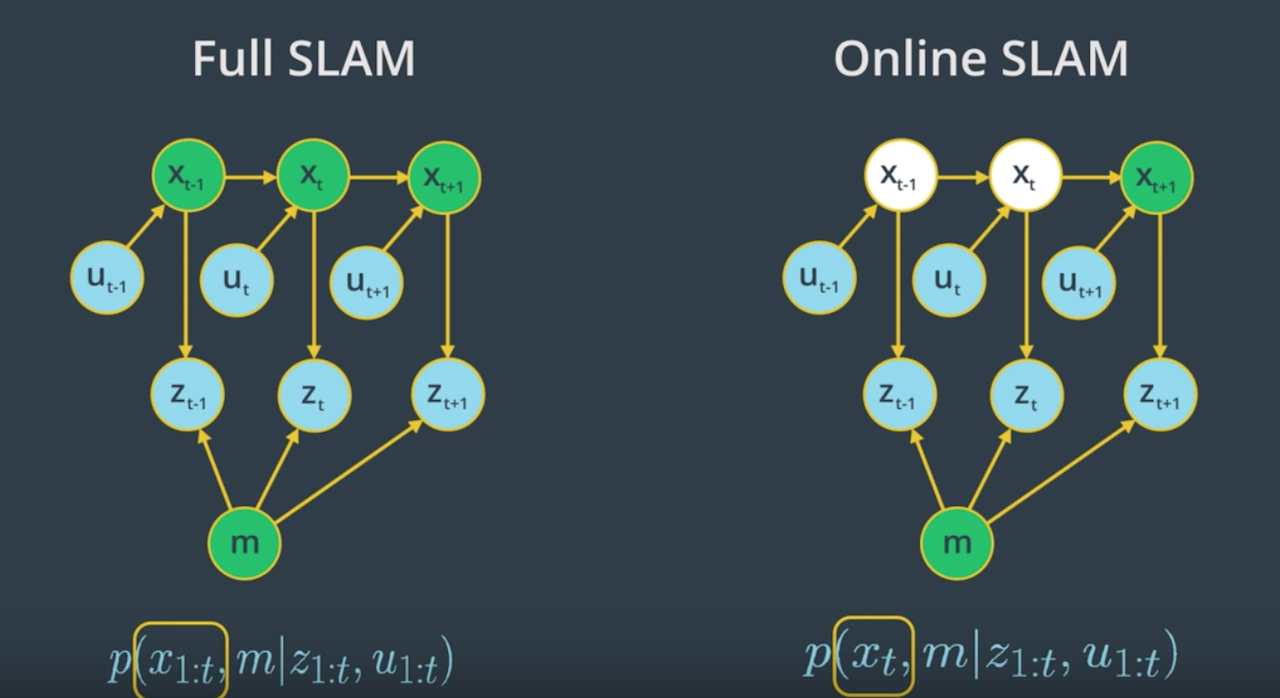 Full SLAM
Online SLAM
x_{t-1} x_t x_{t+1}
x_{t-1} x_t x_{t+1}
u_{t-1} u_t u_{t+1}
u_{t-1} u_t u_{t+1}
z_{t-1} z_t z_{t+1}
z_{t-1} z_t z_{t+1}
m
m
p(x_{1:t}, m|z_{1:t}, u_{1:t})
p(x_t, m|z_{1:t}, u_{1:t})